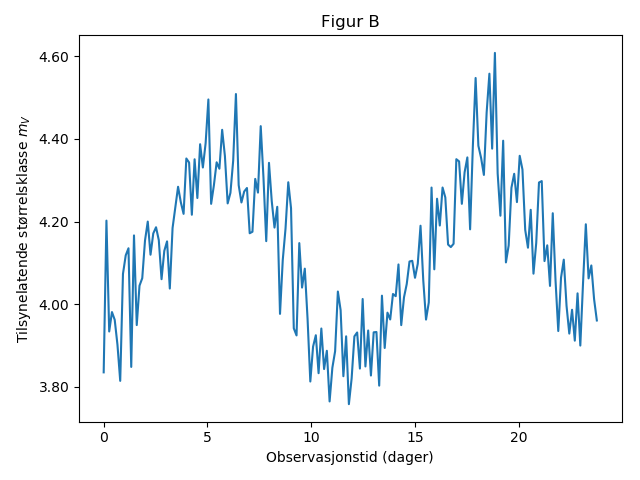 Figur B
Tilsynelatende størrelsklasse m_V
4.60
4.40
4.20
4.00
3.80
0 5 10 15 20
Observasjonstid (dager)